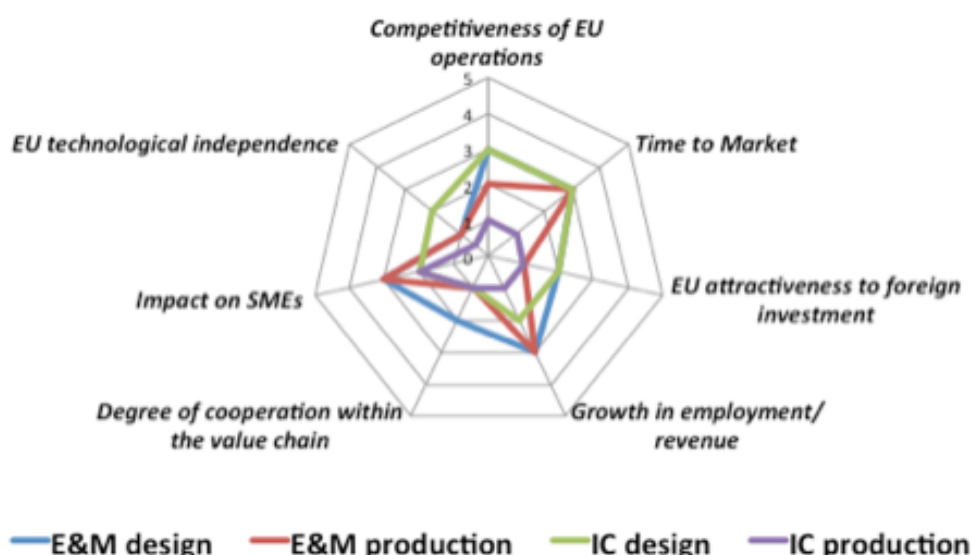 Competitiveness of EU
operations
5
4
3
2
1
0
EU technological independence
Time to Market
Impact on SMEs
EU attractiveness to foreign
investment
Degree of cooperation within
the value chain
Growth in employment/
revenue
E&M design E&M production IC design IC production